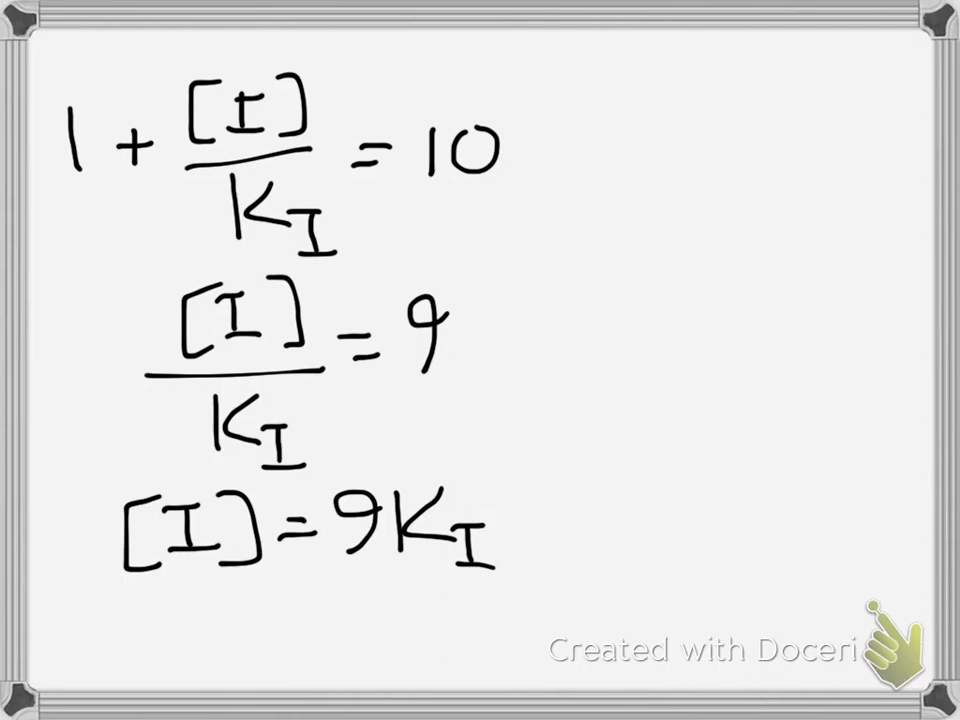 1 + [I]/K_I = 10
[I]/K_I = 9
[I] = 9K_I
Created with Doceri